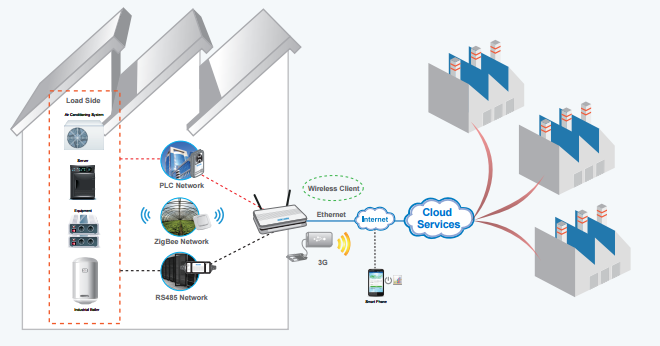 Load Side
Air Conditioning System
Server
Equipment
Industrial Boiler
PLC Network
ZigBee Network
RS485 Network
Wireless Client
Ethernet
3G
Internet
Smart Phone
Cloud
Services